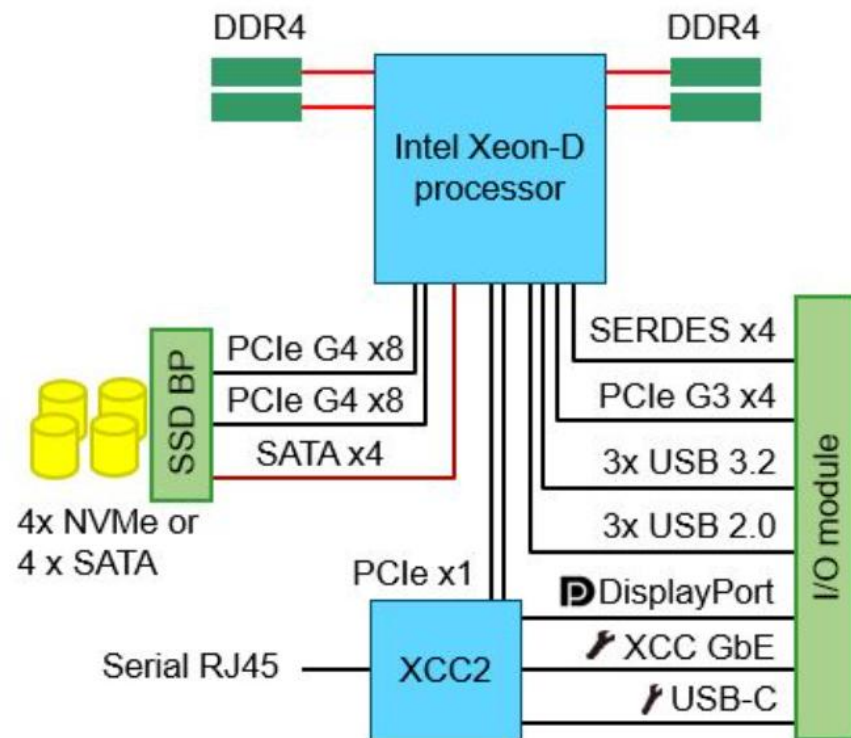 DDR4
DDR4
Intel Xeon-D
processor
SERDES x4
PCIe G4 x8
PCIe G3 x4
PCIe G4 x8
SSD BP
SATA x4
3x USB 3.2
4x NVMe or
4 x SATA
3x USB 2.0
I/O module
PCIe x1
DisplayPort
XCC GbE
Serial RJ45
XCC2
USB-C